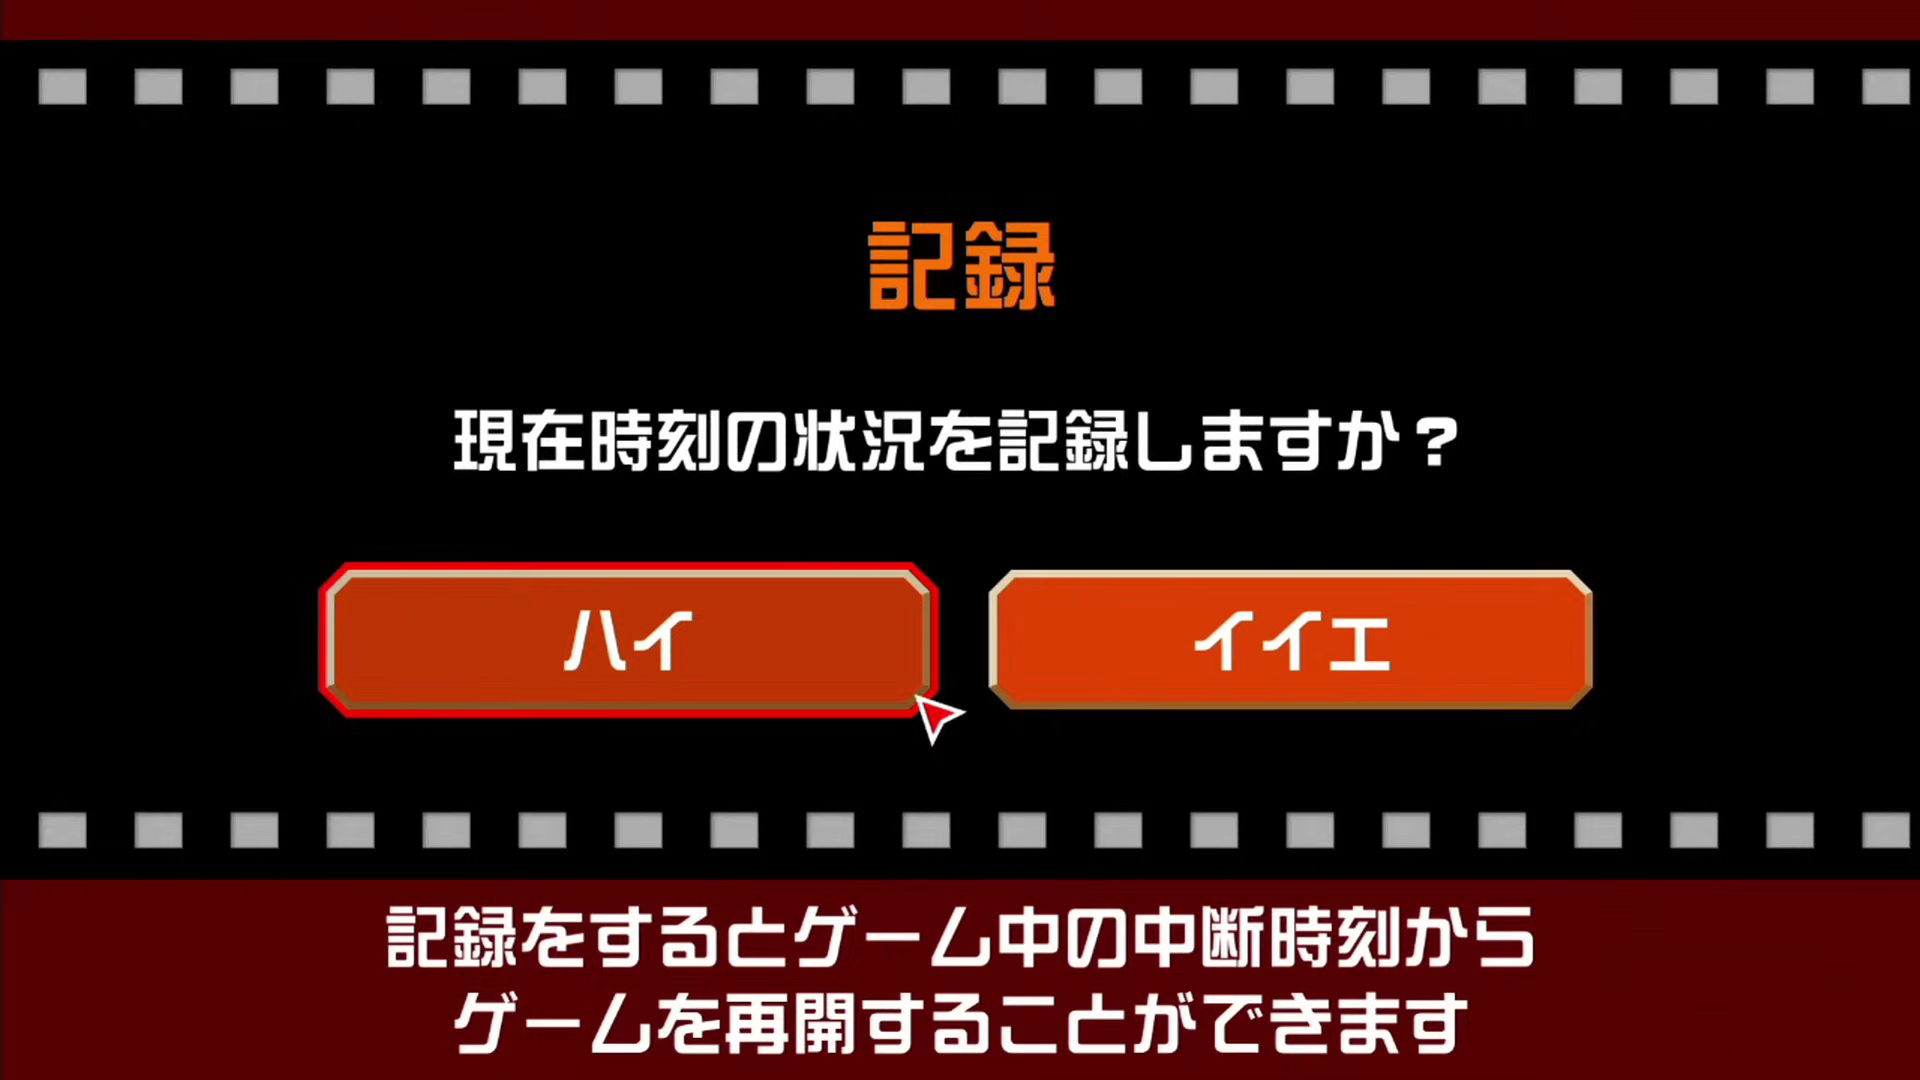 記録
現在時刻の状況を記録しますか？
ハイ
イイエ
記録をするとゲーム中の中断時刻から
ゲームを再開することができます